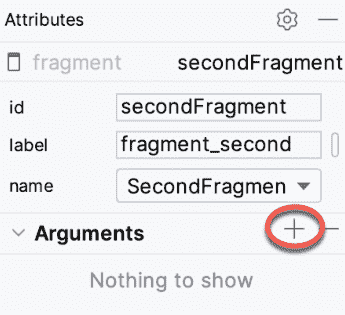 Attributes
fragment secondFragment
id secondFragment
label fragment_second
name SecondFragmen
Arguments
Nothing to show